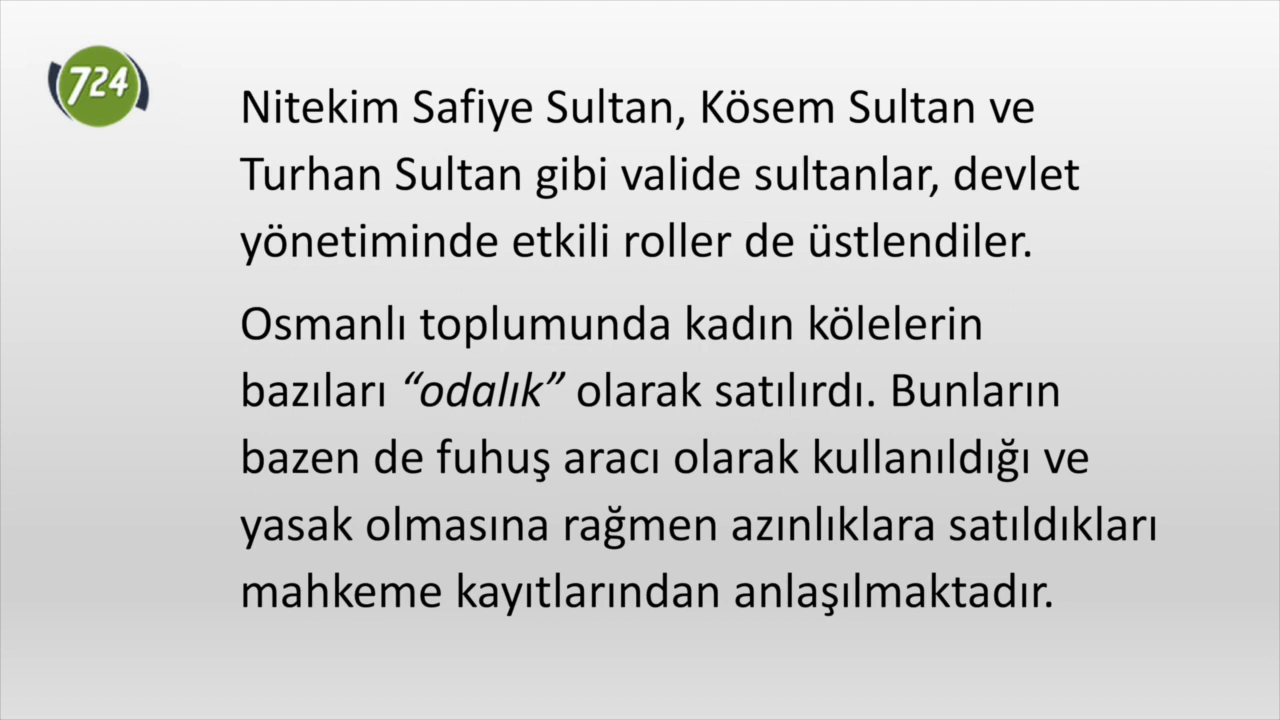 724
Nitekim Safiye Sultan, Kösem Sultan ve
Turhan Sultan gibi valide sultanlar, devlet
yönetiminde etkili roller de üstlendiler.
Osmanlı toplumunda kadın kölelerin
bazıları “odalık” olarak satılırdı. Bunların
bazen de fuhuş aracı olarak kullanıldığı ve
yasak olmasına rağmen azınlıklara satıldıkları
mahkeme kayıtlarından anlaşılmaktadır.